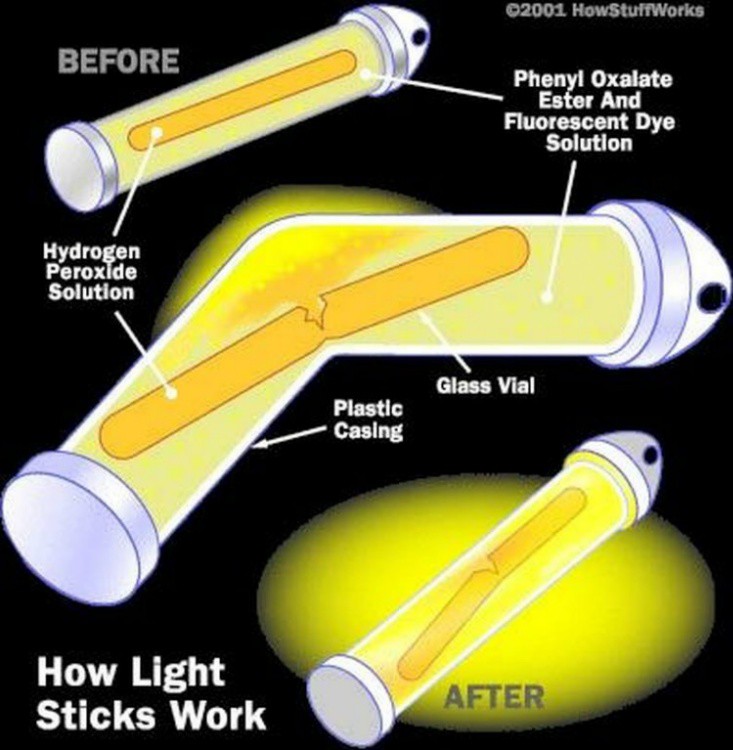 ©2001 HowStuffWorks
BEFORE
Phenyl Oxalate
Ester And
Fluorescent Dye
Solution
Hydrogen
Peroxide
Solution
Glass Vial
Plastic
Casing
How Light
Sticks Work
AFTER